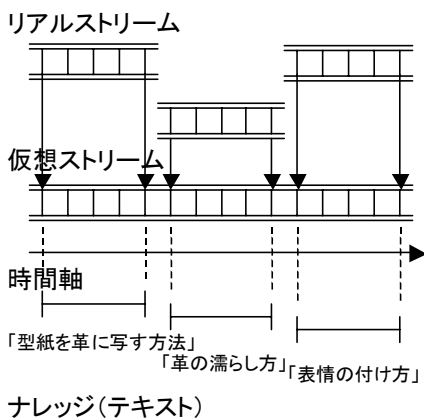 リアルストリーム
仮想ストリーム
時間軸
「型紙を革に写す方法」
「革の濡らし方」
「表情の付け方」
ナレッジ(テキスト)